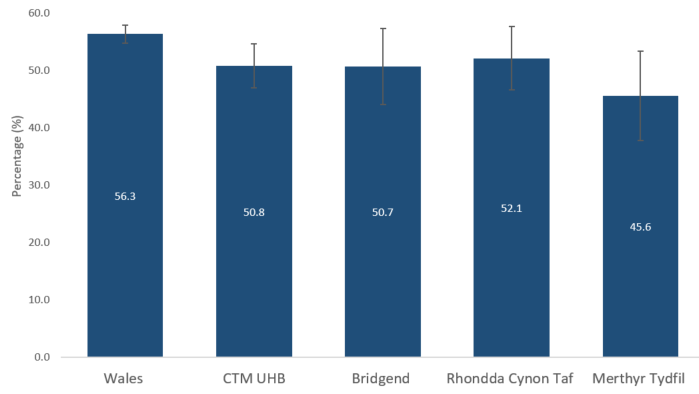 Percentage (%)
60.0
50.0
40.0
30.0
20.0
10.0
0.0
56.3
50.8
50.7
52.1
45.6
Wales
CTM UHB
Bridgend
Rhondda Cynon Taf
Merthyr Tydfil